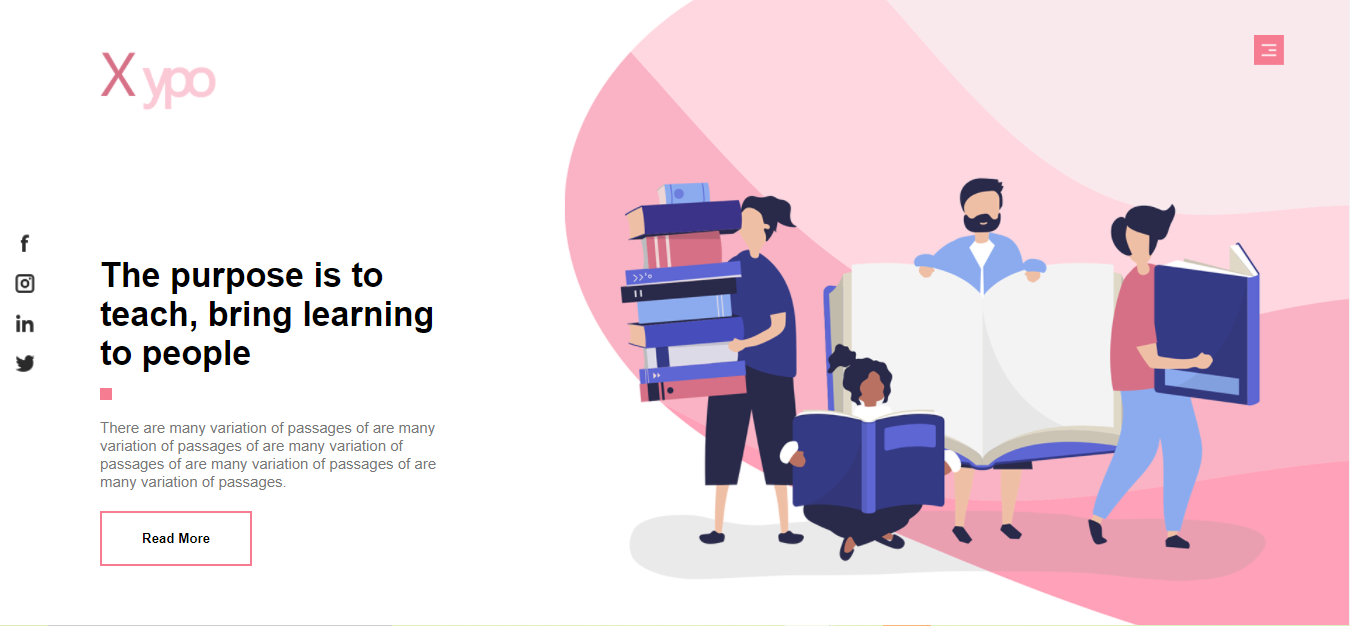 X ypo
The purpose is to
teach, bring learning
to people
There are many variation of passages of are many
variation of passages of are many variation of
passages of are many variation of passages of are
many variation of passages.
Read More